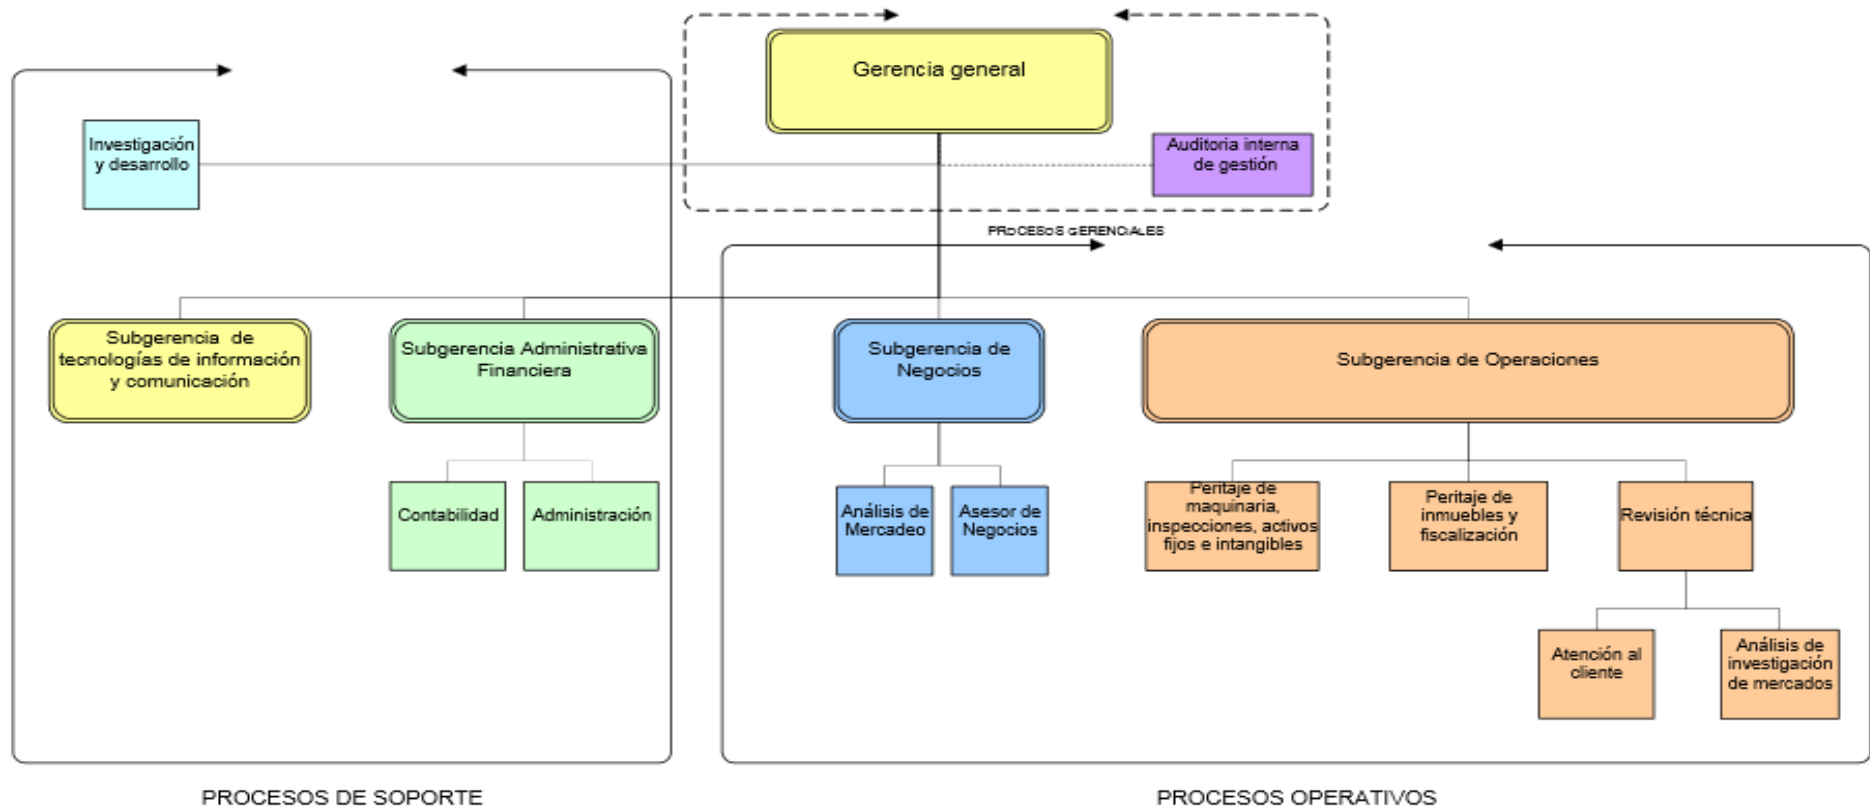 Gerencia general
Investigación
y desarrollo
Auditoria interna
de gestión
PROCESOS GERENCIALES
Subgerencia de
tecnologías de información
y comunicación
Subgerencia Administrativa
Financiera
Subgerencia de
Negocios
Subgerencia de Operaciones
Contabilidad
Administración
Análisis de
Mercadeo
Asesor de
Negocios
Peritaje de
maquinaria,
inspecciones, activos
fijos e intangibles
Peritaje de
inmuebles y
fiscalización
Revisión técnica
Atención al
cliente
Análisis de
investigación
de mercados
PROCESOS DE SOPORTE
PROCESOS OPERATIVOS